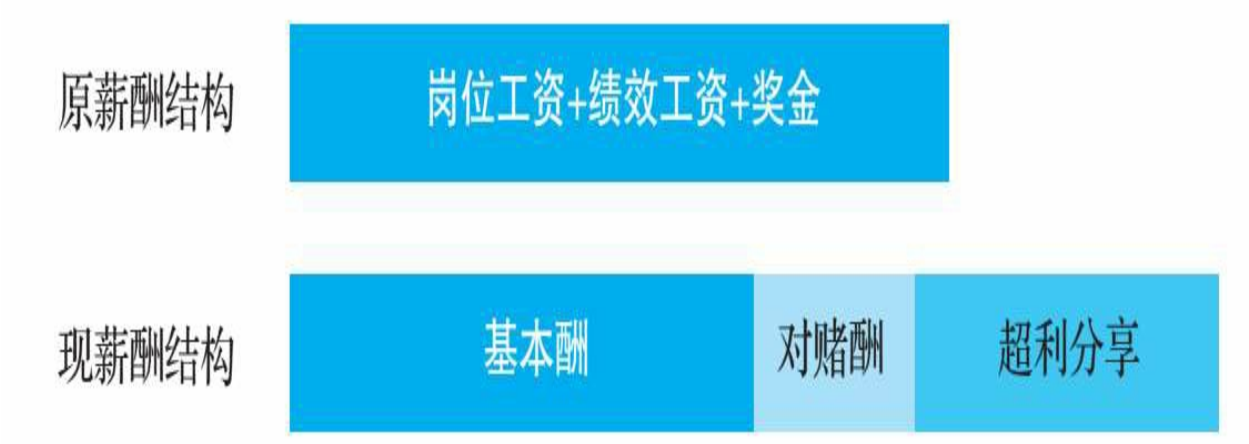 原薪酬结构
岗位工资+绩效工资+奖金
现薪酬结构
基本酬
对赌酬
超利分享